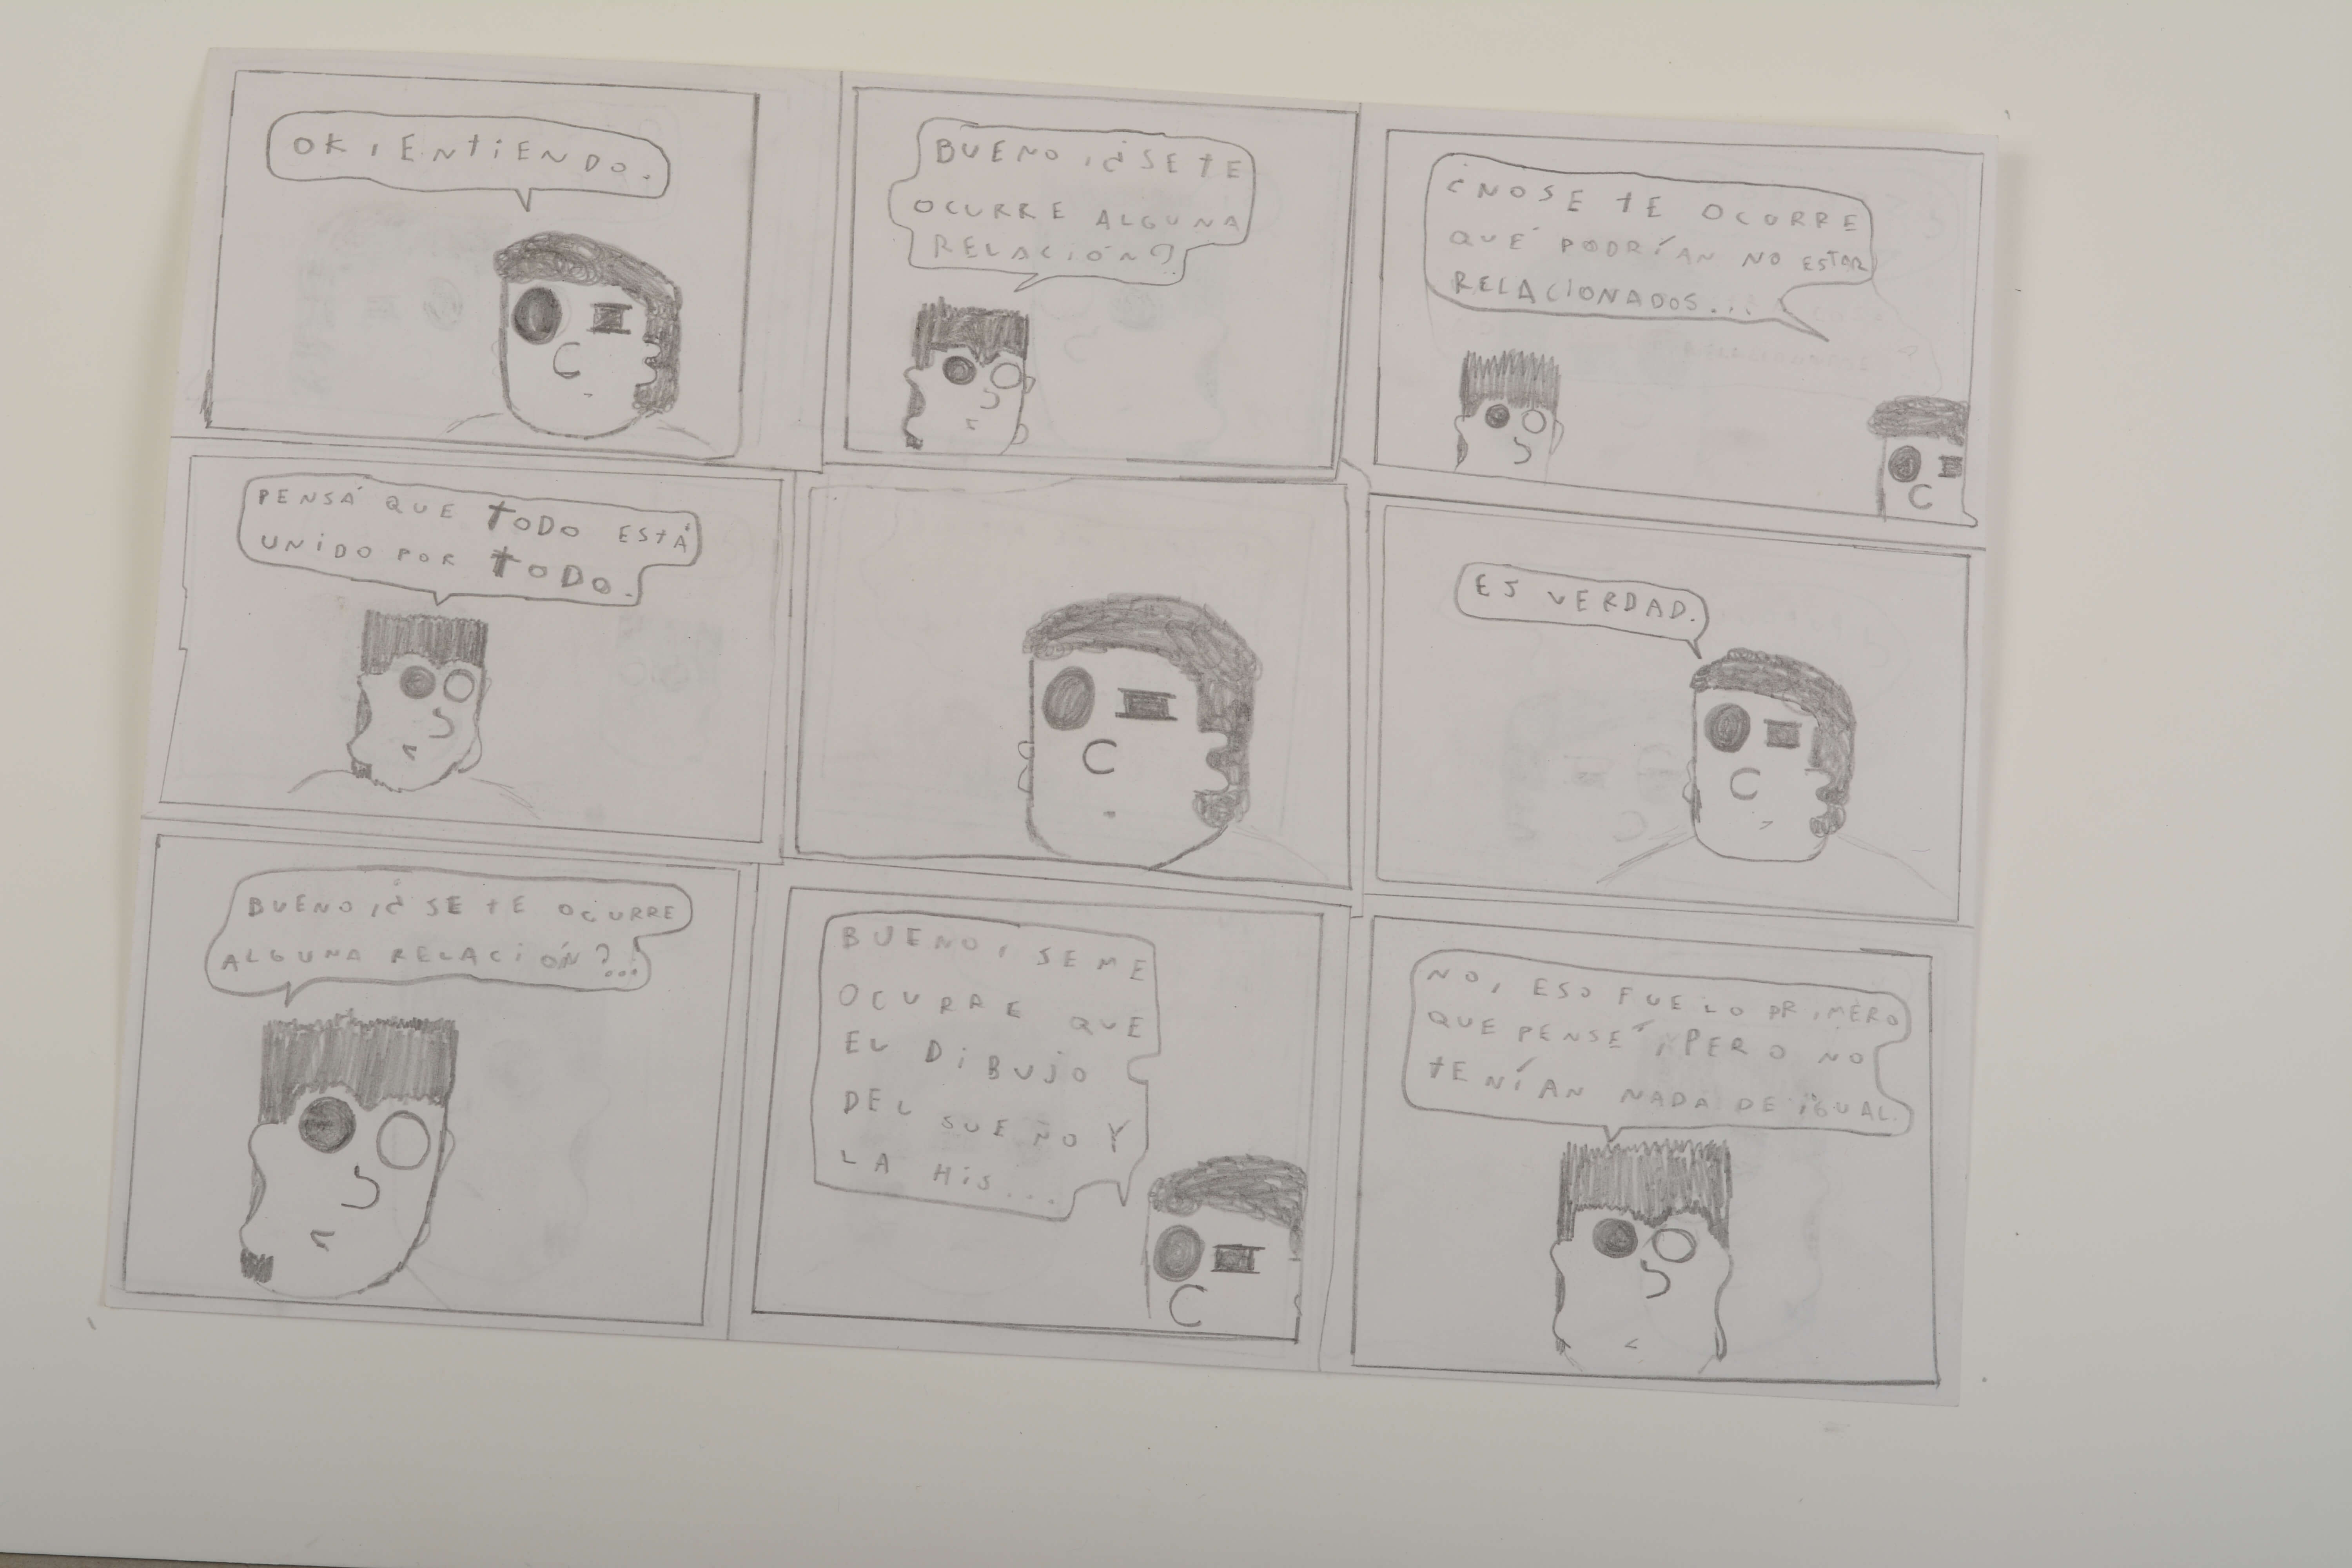 OK, ENTIENDO.
BUENO, ¿SE TE
OCURRE ALGUNA
RELACIÓN?
¿NO SE TE OCURRE
QUE PODRÍAN NO ESTAR
RELACIONADOS...
PENSÁ QUE TODO ESTÁ
UNIDO POR TODO.
ES VERDAD.
BUENO, ¿SE TE OCURRE
ALGUNA RELACIÓN?...
BUENO, SE ME
OCURRE QUE
EL DIBUJO
DEL SUEÑO Y
LA HIS...
NO, ESO FUE LO PRIMERO
QUE PENSÉ, PERO NO
TENÍAN NADA DE IGUAL.